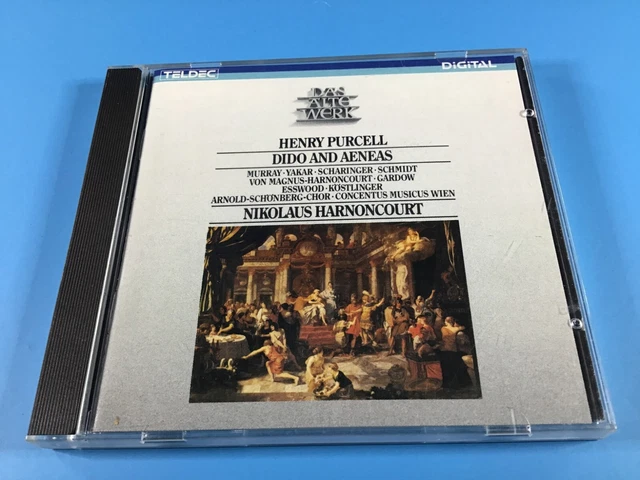 TELDEC DIGITAL
DAS
ALTE
WERK
HENRY PURCELL
DIDO AND AENEAS
MURRAY · YAKAR · SCHARINGER · SCHMIDT
VON MAGNUS-HARNONCOURT · GARDOW
ESSWOOD · KÖSTLINGER
ARNOLD-SCHÖNBERG-CHOR · CONCENTUS MUSICUS WIEN
NIKOLAUS HARNONCOURT